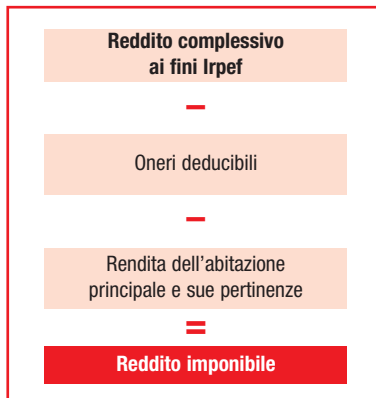 Reddito complessivo
ai fini Irpef
–
Oneri deducibili
–
Rendita dell'abitazione
principale e sue pertinenze
=
Reddito imponibile